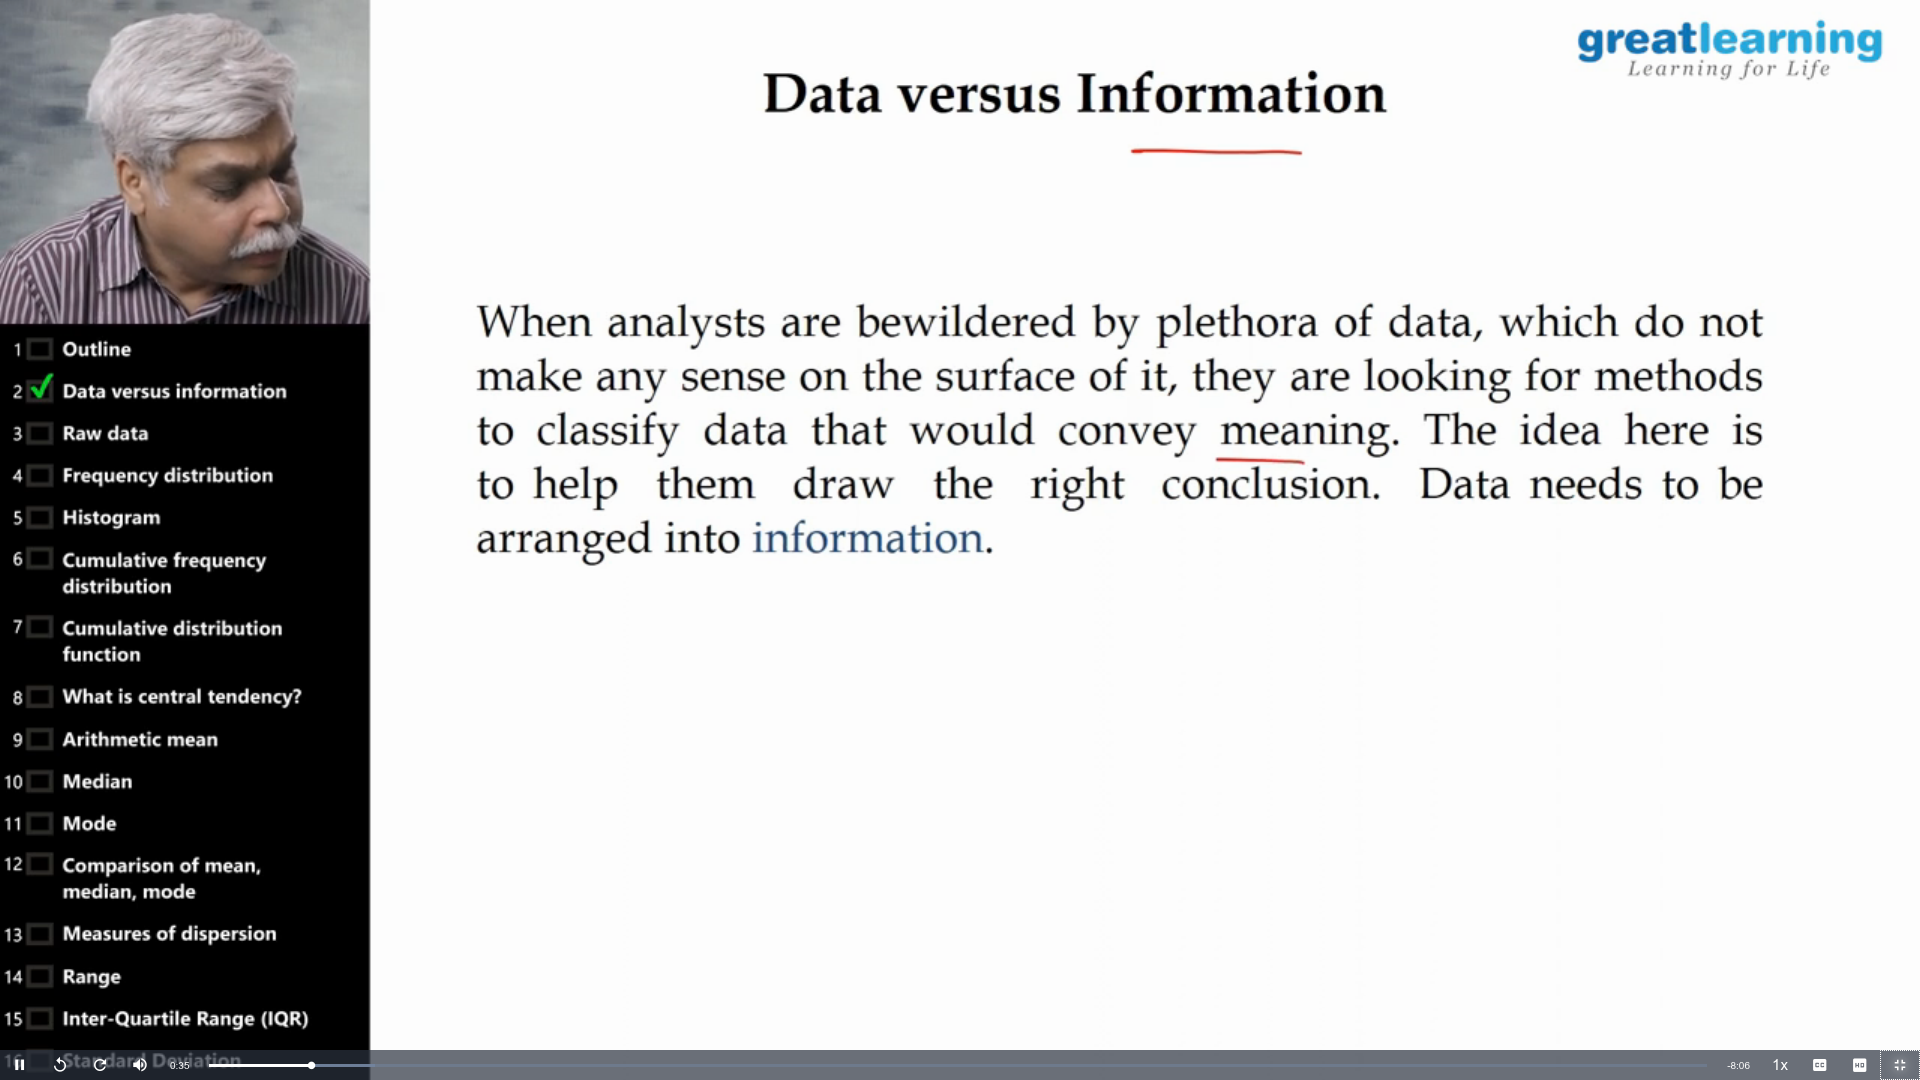 greatlearning
Learning for Life
Data versus Information
When analysts are bewildered by plethora of data, which do not
make any sense on the surface of it, they are looking for methods
to classify data that would convey meaning. The idea here is
to help them draw the right conclusion. Data needs to be
arranged into information.
1 Outline
2 Data versus information
3 Raw data
4 Frequency distribution
5 Histogram
6 Cumulative frequency
distribution
7 Cumulative distribution
function
8 What is central tendency?
9 Arithmetic mean
10 Median
11 Mode
12 Comparison of mean,
median, mode
13 Measures of dispersion
14 Range
15 Inter-Quartile Range (IQR)
16 Standard Deviation
0:35
-8:06
1x
CC
HD